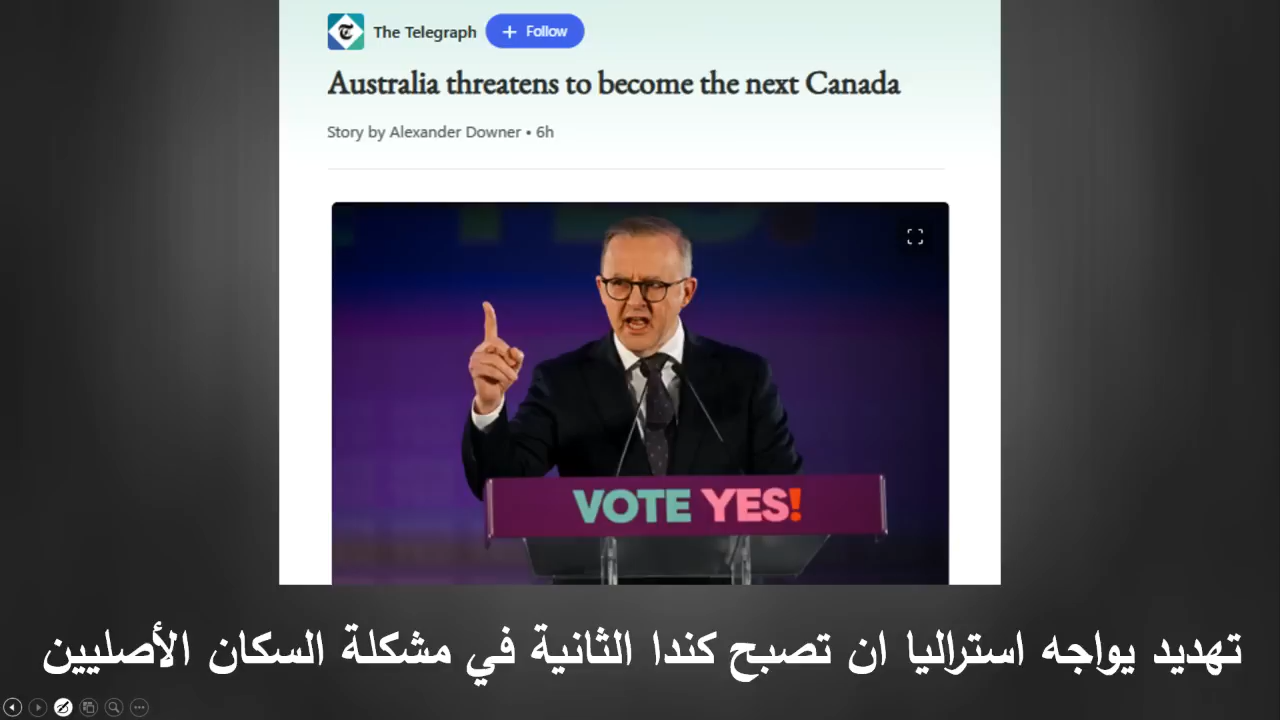 The Telegraph
+ Follow
Australia threatens to become the next Canada
Story by Alexander Downer • 6h
VOTE YES!
تهديد يواجه استراليا ان تصبح كندا الثانية في مشكلة السكان الأصليين